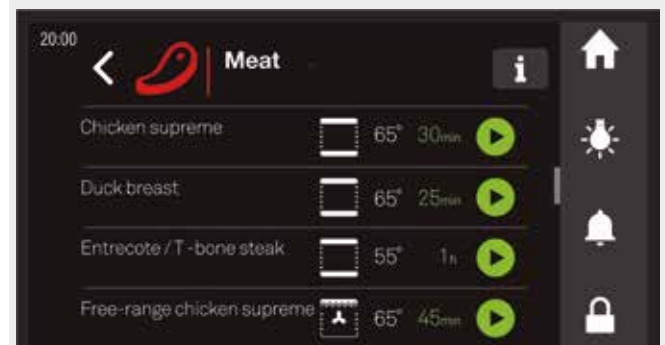 20:00
Meat
i
Chicken supreme 65° 30min
Duck breast 65° 25min
Entrecote / T-bone steak 55° 1h
Free-range chicken supreme 65° 45min